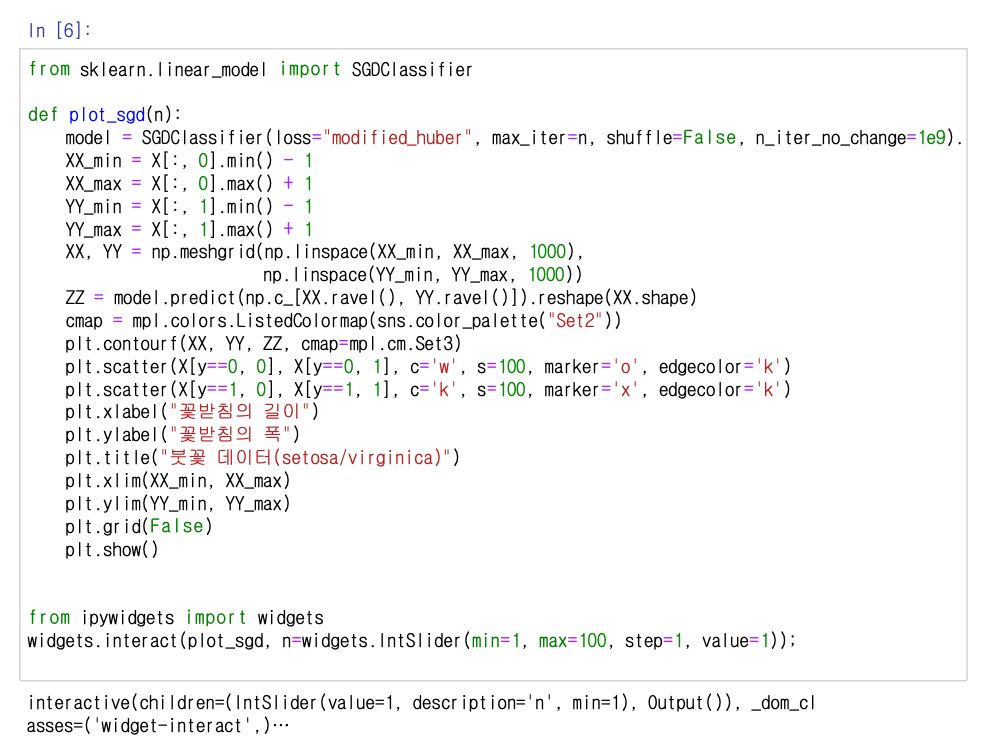 In [6]:
from sklearn.linear_model import SGDClassifier
def plot_sgd(n):
    model = SGDClassifier(loss="modified_huber", max_iter=n, shuffle=False, n_iter_no_change=1e9).
    XX_min = X[:, 0].min() - 1
    XX_max = X[:, 0].max() + 1
    YY_min = X[:, 1].min() - 1
    YY_max = X[:, 1].max() + 1
    XX, YY = np.meshgrid(np.linspace(XX_min, XX_max, 1000),
                         np.linspace(YY_min, YY_max, 1000))
    ZZ = model.predict(np.c_[XX.ravel(), YY.ravel()]).reshape(XX.shape)
    cmap = mpl.colors.ListedColormap(sns.color_palette("Set2"))
    plt.contourf(XX, YY, ZZ, cmap=mpl.cm.Set3)
    plt.scatter(X[y==0, 0], X[y==0, 1], c='w', s=100, marker='o', edgecolor='k')
    plt.scatter(X[y==1, 0], X[y==1, 1], c='k', s=100, marker='x', edgecolor='k')
    plt.xlabel("꽃받침의 길이")
    plt.ylabel("꽃받침의 폭")
    plt.title("붓꽃 데이터(setosa/virginica)")
    plt.xlim(XX_min, XX_max)
    plt.ylim(YY_min, YY_max)
    plt.grid(False)
    plt.show()
from ipywidgets import widgets
widgets.interact(plot_sgd, n=widgets.IntSlider(min=1, max=100, step=1, value=1));
interactive(children=(IntSlider(value=1, description='n', min=1), Output()), _dom_cl
asses=('widget-interact',)…